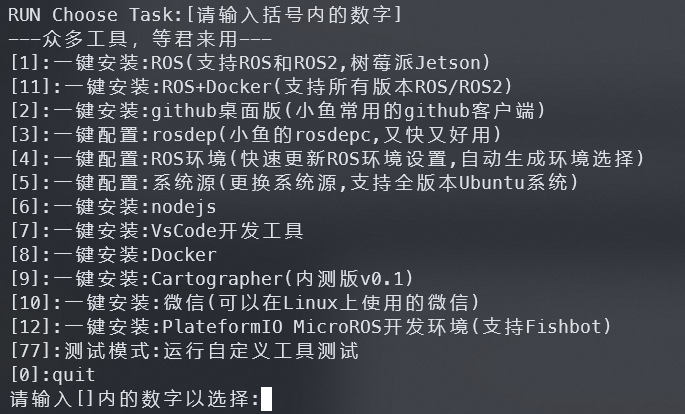 RUN Choose Task:[请输入括号内的数字]
---众多工具，等君来用---
[1]:一键安装:ROS(支持ROS和ROS2,树莓派Jetson)
[11]:一键安装:ROS+Docker(支持所有版本ROS/ROS2)
[2]:一键安装:github桌面版(小鱼常用的github客户端)
[3]:一键配置:rosdep(小鱼的rosdepc,又快又好用)
[4]:一键配置:ROS环境(快速更新ROS环境设置,自动生成环境选择)
[5]:一键配置:系统源(更换系统源,支持全版本Ubuntu系统)
[6]:一键安装:nodejs
[7]:一键安装:VsCode开发工具
[8]:一键安装:Docker
[9]:一键安装:Cartographer(内测版v0.1)
[10]:一键安装:微信(可以在Linux上使用的微信)
[12]:一键安装:PlateformIO MicroROS开发环境(支持Fishbot)
[77]:测试模式:运行自定义工具测试
[0]:quit
请输入[]内的数字以选择: